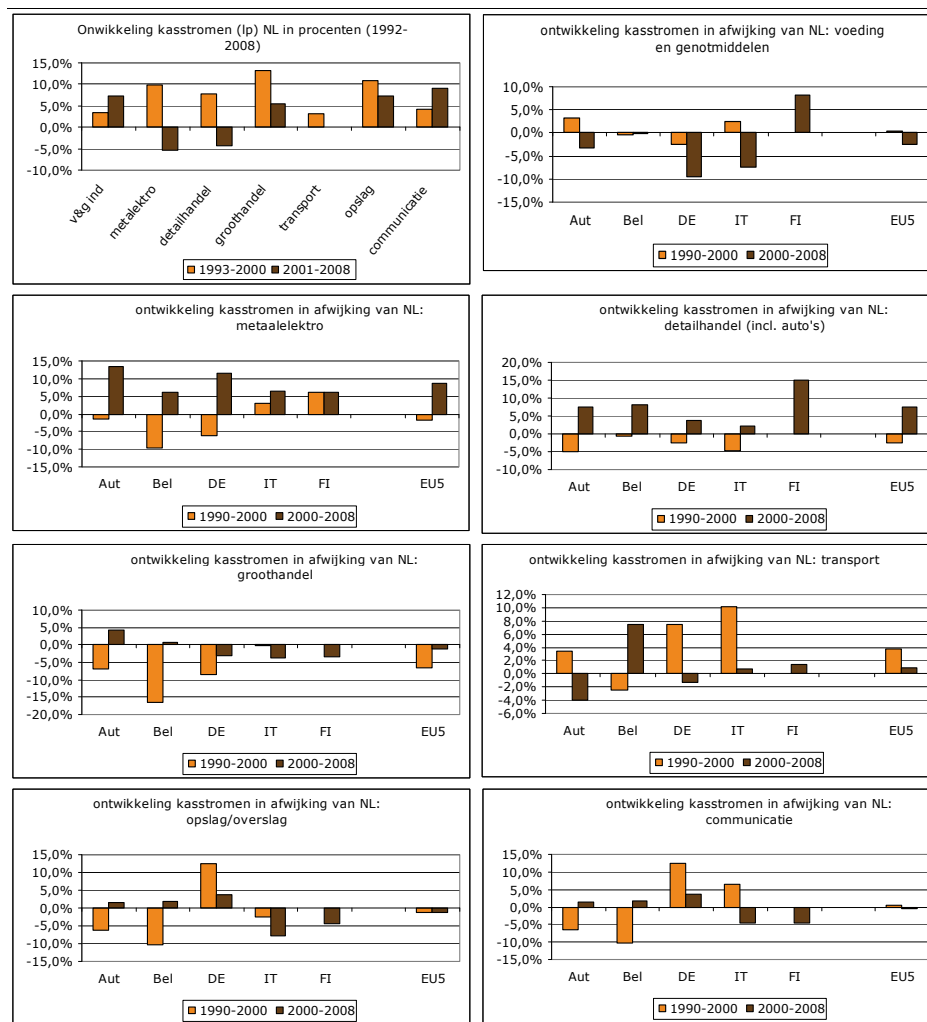 Onwikkeling kasstromen (lp) NL in procenten (1992-
2008)
15,0%
10,0%
5,0%
0,0%
-5,0%
-10,0%
v&g ind
metalektro
detailhandel
groothandel
transport
opslag
communicatie
1993-2000 2001-2008
ontwikkeling kasstromen in afwijking van NL: voeding
en genotmiddelen
10,0%
5,0%
0,0%
-5,0%
-10,0%
-15,0%
Aut Bel DE IT FI EU5
1990-2000 2000-2008
ontwikkeling kasstromen in afwijking van NL:
metaalelektro
15,0%
10,0%
5,0%
0,0%
-5,0%
-10,0%
-15,0%
Aut Bel DE IT FI EU5
1990-2000 2000-2008
ontwikkeling kasstromen in afwijking van NL:
detailhandel (incl. auto's)
20,0%
15,0%
10,0%
5,0%
0,0%
-5,0%
-10,0%
Aut Bel DE IT FI EU5
1990-2000 2000-2008
ontwikkeling kasstromen in afwijking van NL:
groothandel
10,0%
5,0%
0,0%
-5,0%
-10,0%
-15,0%
-20,0%
Aut Bel DE IT FI EU5
1990-2000 2000-2008
ontwikkeling kasstromen in afwijking van NL: transport
12,0%
10,0%
8,0%
6,0%
4,0%
2,0%
0,0%
-2,0%
-4,0%
-6,0%
Aut Bel DE IT FI EU5
1990-2000 2000-2008
ontwikkeling kasstromen in afwijking van NL:
opslag/overslag
15,0%
10,0%
5,0%
0,0%
-5,0%
-10,0%
-15,0%
Aut Bel DE IT FI EU5
1990-2000 2000-2008
ontwikkeling kasstromen in afwijking van NL:
communicatie
15,0%
10,0%
5,0%
0,0%
-5,0%
-10,0%
-15,0%
Aut Bel DE IT FI EU5
1990-2000 2000-2008